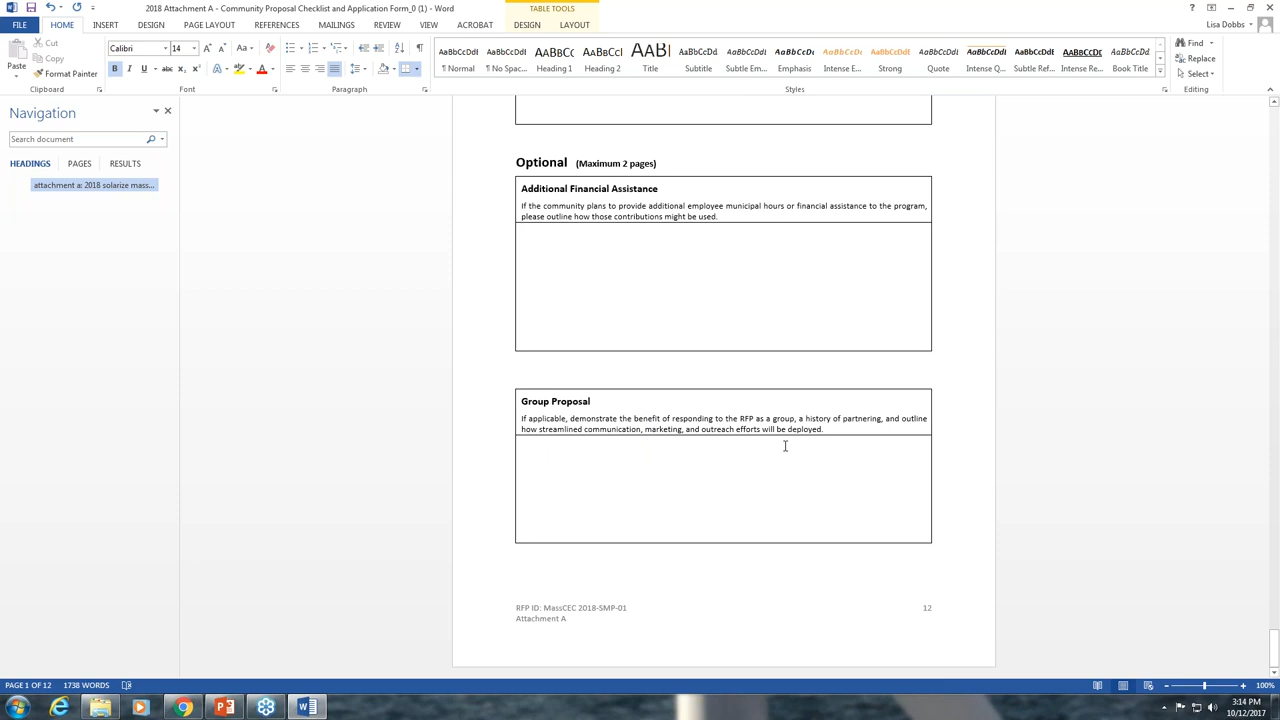 2018 Attachment A - Community Proposal Checklist and Application Form_0 (1) - Word
TABLE TOOLS
FILE HOME INSERT DESIGN PAGE LAYOUT REFERENCES MAILINGS REVIEW VIEW ACROBAT DESIGN LAYOUT
Lisa Dobbs
Paste
Cut
Copy
Format Painter
Clipboard
Calibri 14
Font
Paragraph
AaBbCcDd AaBbCcDd AaBbCc AaBbCcI AaBI AaBbCcDd
¶ Normal ¶ No Spac... Heading 1 Heading 2 Title Subtitle Subtle Em... Emphasis Intense E... Strong Quote Intense Q... Subtle Ref... Intense Re... Book Title
Styles
Find
Replace
Select
Editing
Navigation
Search document
HEADINGS PAGES RESULTS
attachment a: 2018 solarize mass...
Optional (Maximum 2 pages)
Additional Financial Assistance
If the community plans to provide additional employee municipal hours or financial assistance to the program,
please outline how those contributions might be used.
Group Proposal
If applicable, demonstrate the benefit of responding to the RFP as a group, a history of partnering, and outline
how streamlined communication, marketing, and outreach efforts will be deployed.
RFP ID: MassCEC 2018-SMP-01 12
Attachment A
PAGE 1 OF 12 1738 WORDS
100%
3:14 PM
10/12/2017